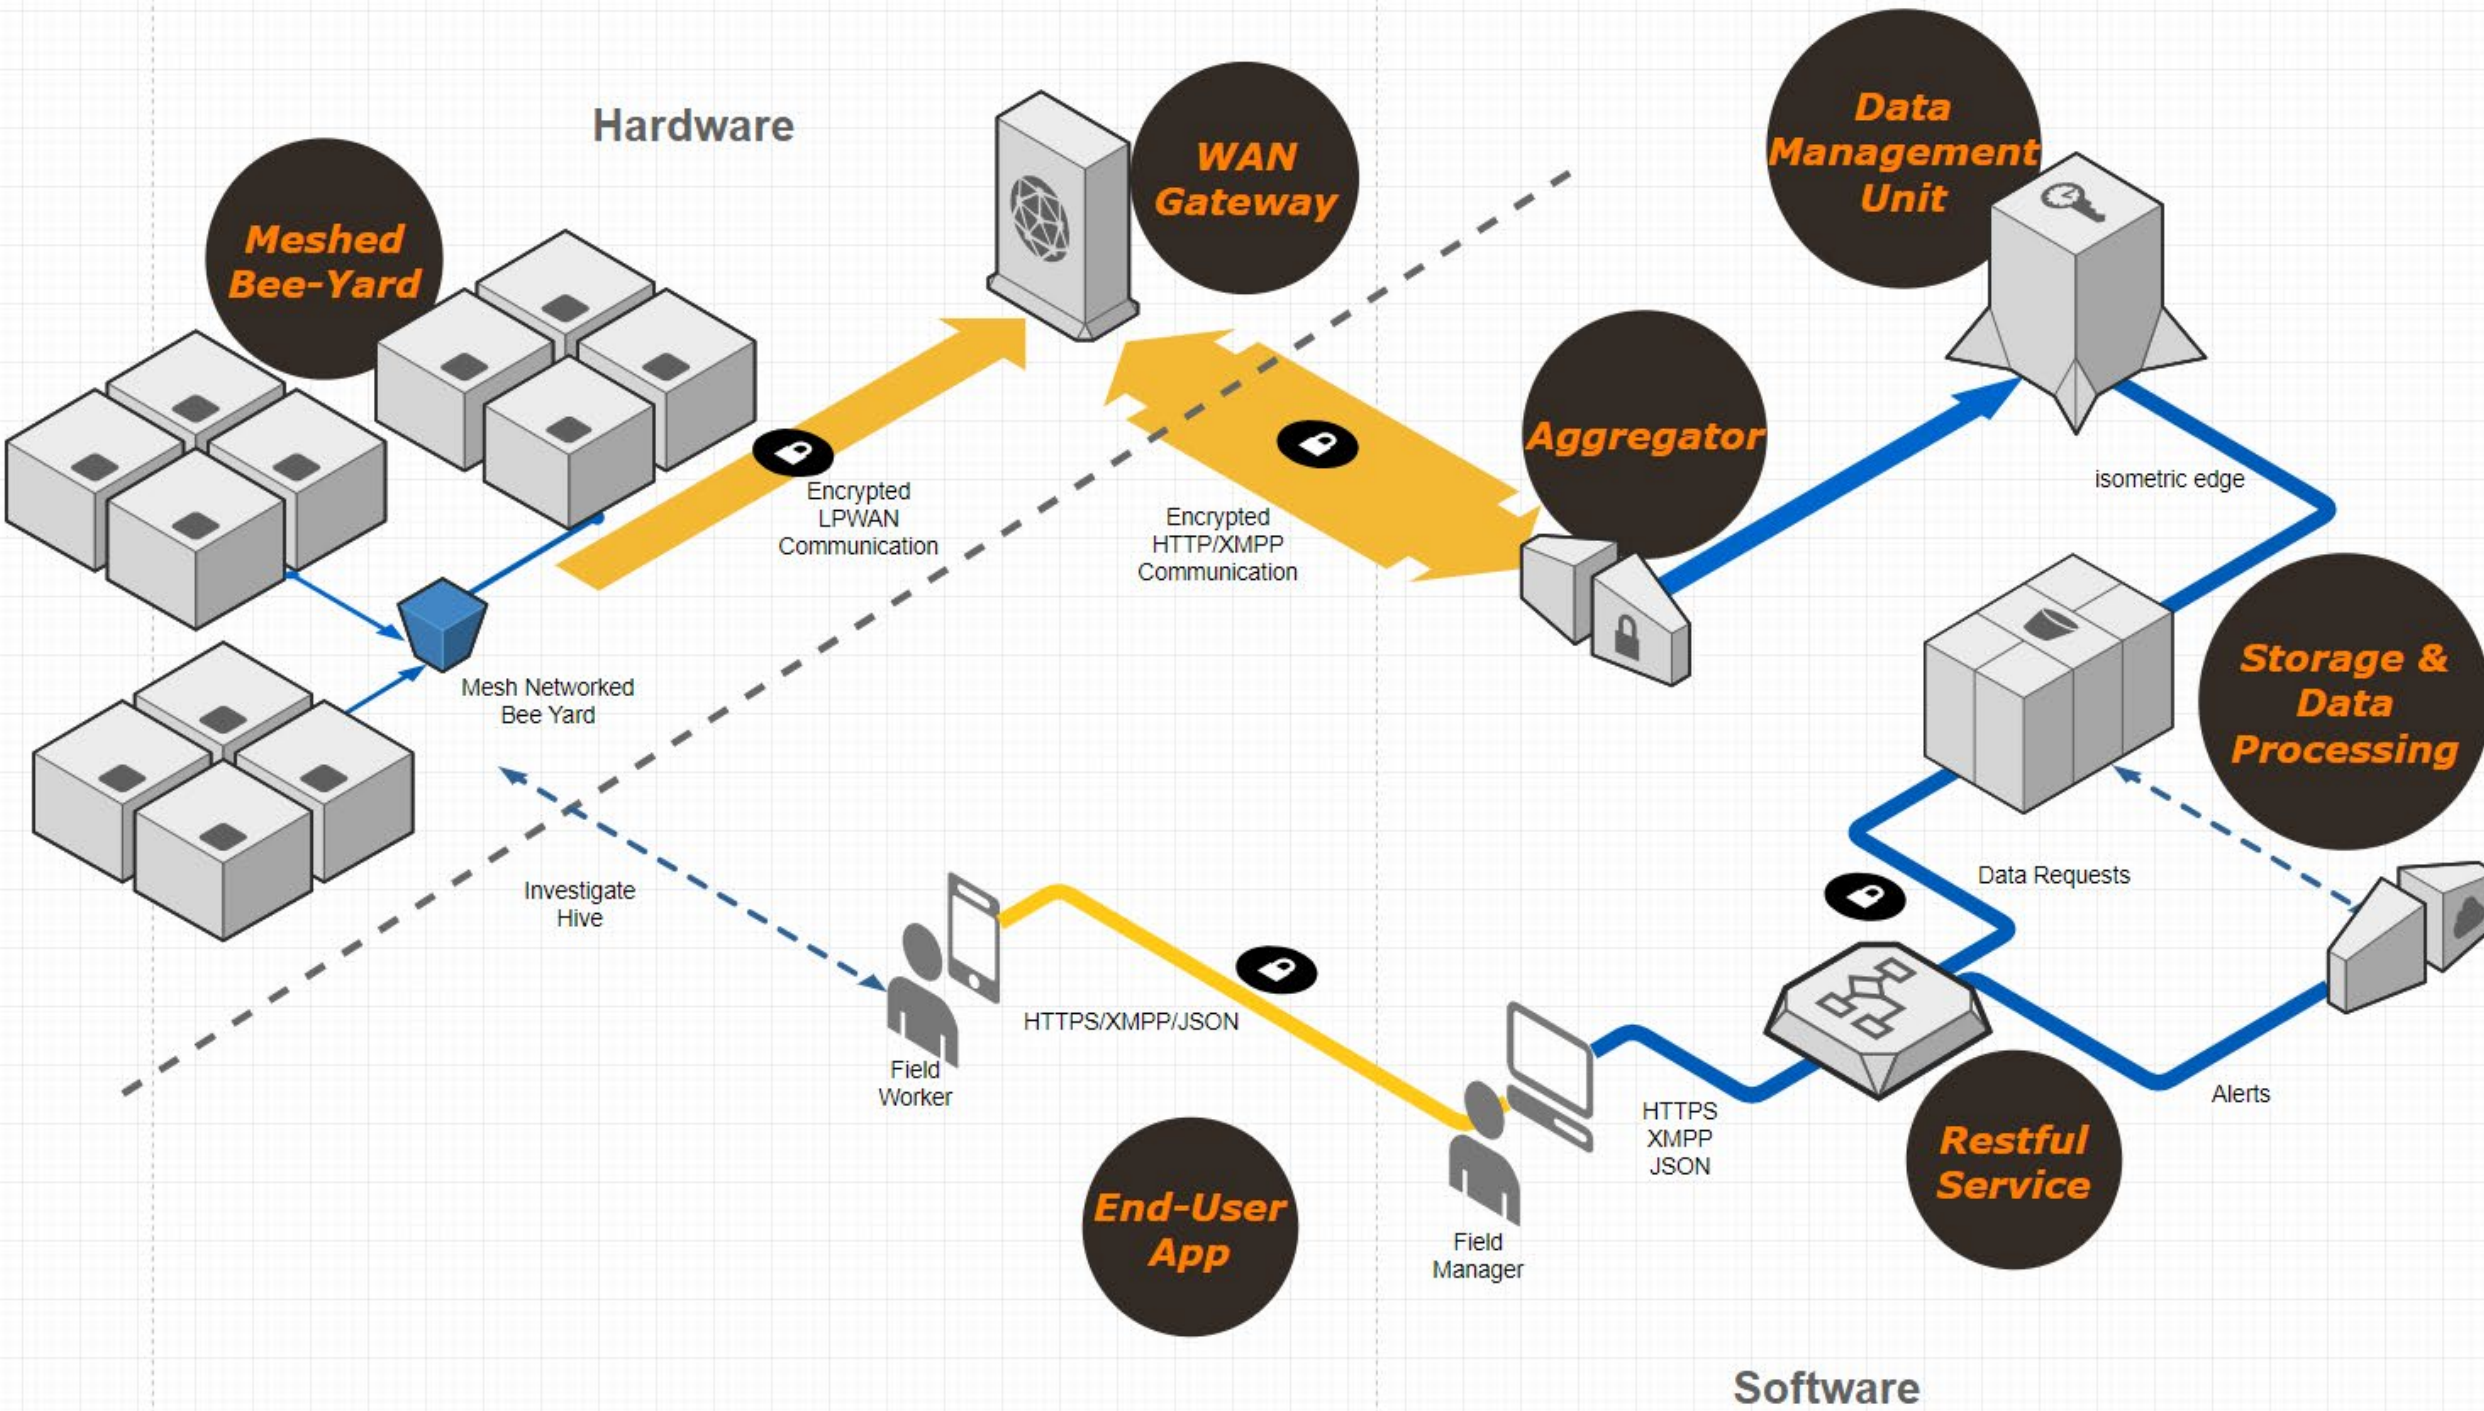 Hardware
Meshed
Bee-Yard
WAN
Gateway
Data
Management
Unit
Aggregator
Encrypted
LPWAN
Communication
Encrypted
HTTP/XMPP
Communication
isometric edge
Mesh Networked
Bee Yard
Storage &
Data
Processing
Investigate
Hive
Data Requests
HTTPS/XMPP/JSON
Field
Worker
HTTPS
XMPP
JSON
Alerts
Restful
Service
End-User
App
Field
Manager
Software